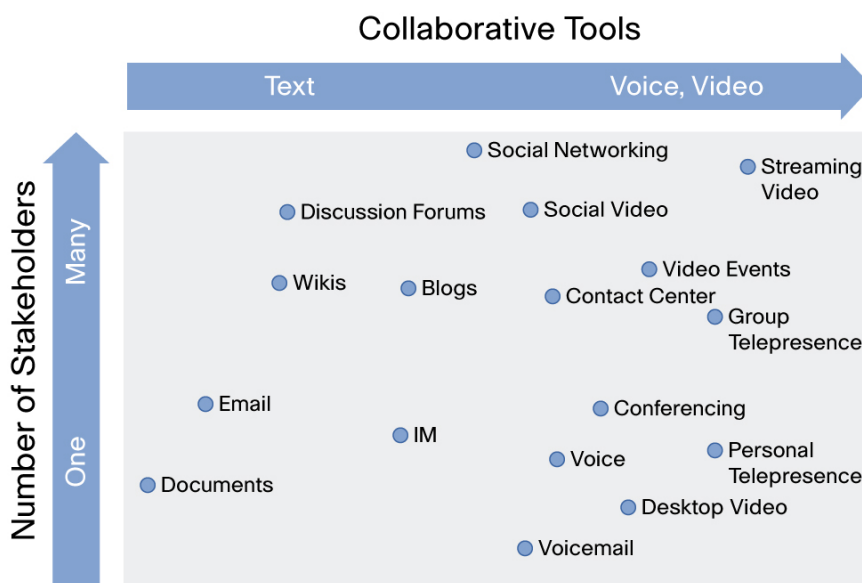 Collaborative Tools
Text
Voice, Video
Number of Stakeholders
Many
One
Social Networking
Streaming
Video
Discussion Forums
Social Video
Video Events
Wikis
Blogs
Contact Center
Group
Telepresence
Email
Conferencing
IM
Voice
Personal
Telepresence
Documents
Desktop Video
Voicemail